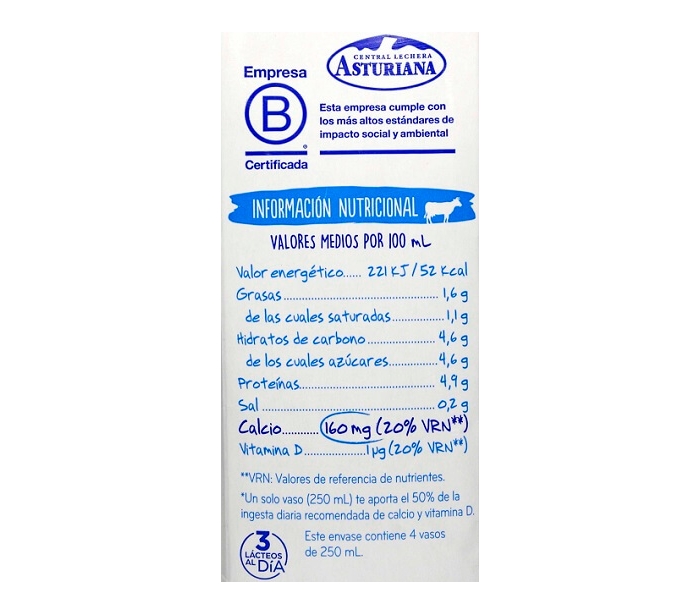 CENTRAL LECHERA
ASTURIANA
Empresa
B
®
Certificada
Esta empresa cumple con
los más altos estándares de
impacto social y ambiental
INFORMACIÓN NUTRICIONAL
VALORES MEDIOS POR 100 mL
Valor energético...... 221 KJ/52 Kcal
Grasas........................................ 1,6 g
de las cuales saturadas..............1,1 g
Hidratos de carbono.................. 4,6 g
de los cuales azúcares............. 4,6 g
Proteínas................................... 4,9 g
Sal............................................. 0,2 g
Calcio........... 160 mg (20% VRN**)
Vitamina D................1 µg (20% VRN**)
**VRN: Valores de referencia de nutrientes.
*Un solo vaso (250 mL) te aporta el 50% de la
ingesta diaria recomendada de calcio y vitamina D.
3
LÁCTEOS
AL DÍA
Este envase contiene 4 vasos
de 250 mL.